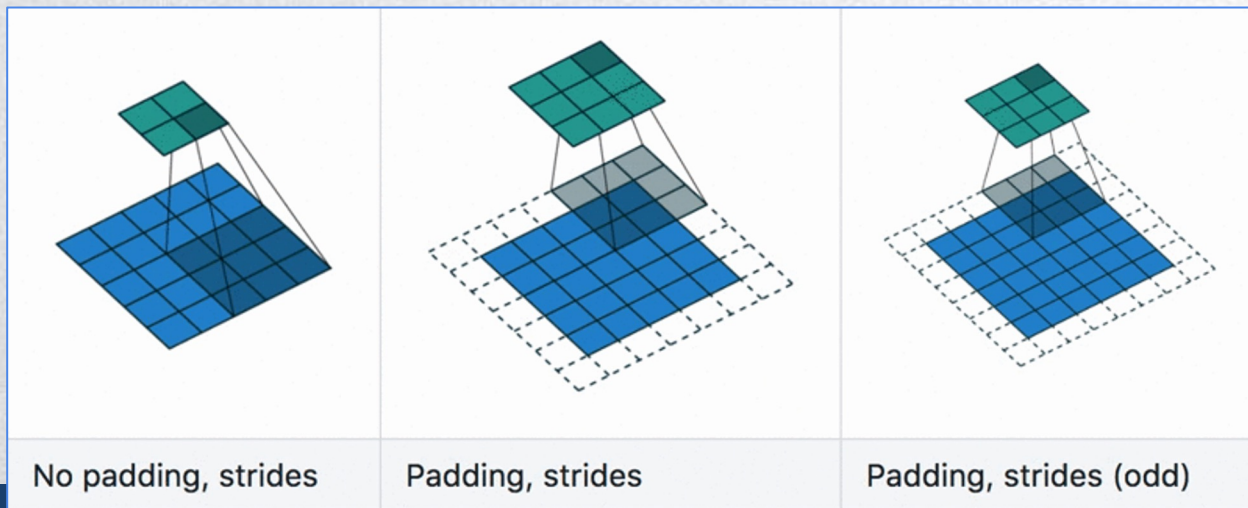 No padding, strides
Padding, strides
Padding, strides (odd)